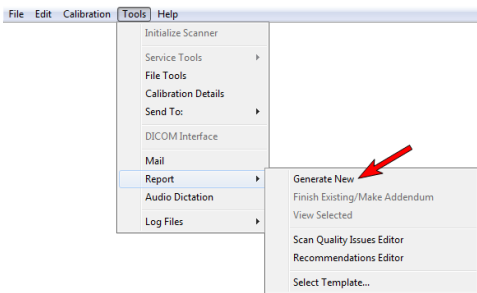 File Edit Calibration Tools Help
Initialize Scanner
Service Tools
File Tools
Calibration Details
Send To:
DICOM Interface
Mail
Report
Audio Dictation
Log Files
Generate New
Finish Existing/Make Addendum
View Selected
Scan Quality Issues Editor
Recommendations Editor
Select Template...